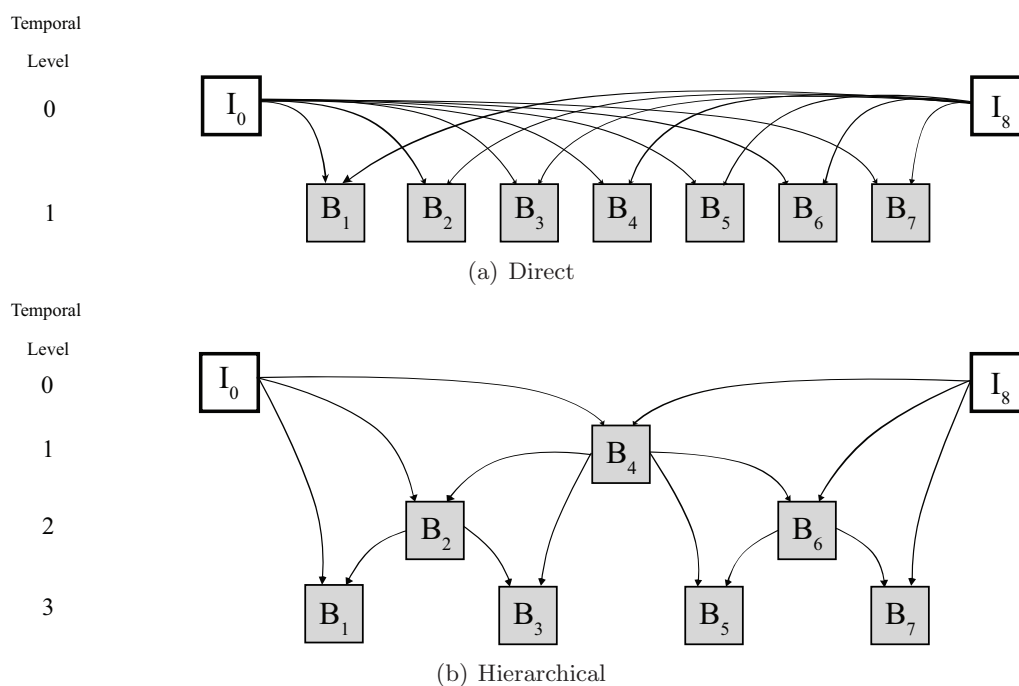 Temporal
Level
0
I0 I8
1
B1 B2 B3 B4 B5 B6 B7
(a) Direct
Temporal
Level
0
I0 I8
1
B4
2
B2 B6
3
B1 B3 B5 B7
(b) Hierarchical